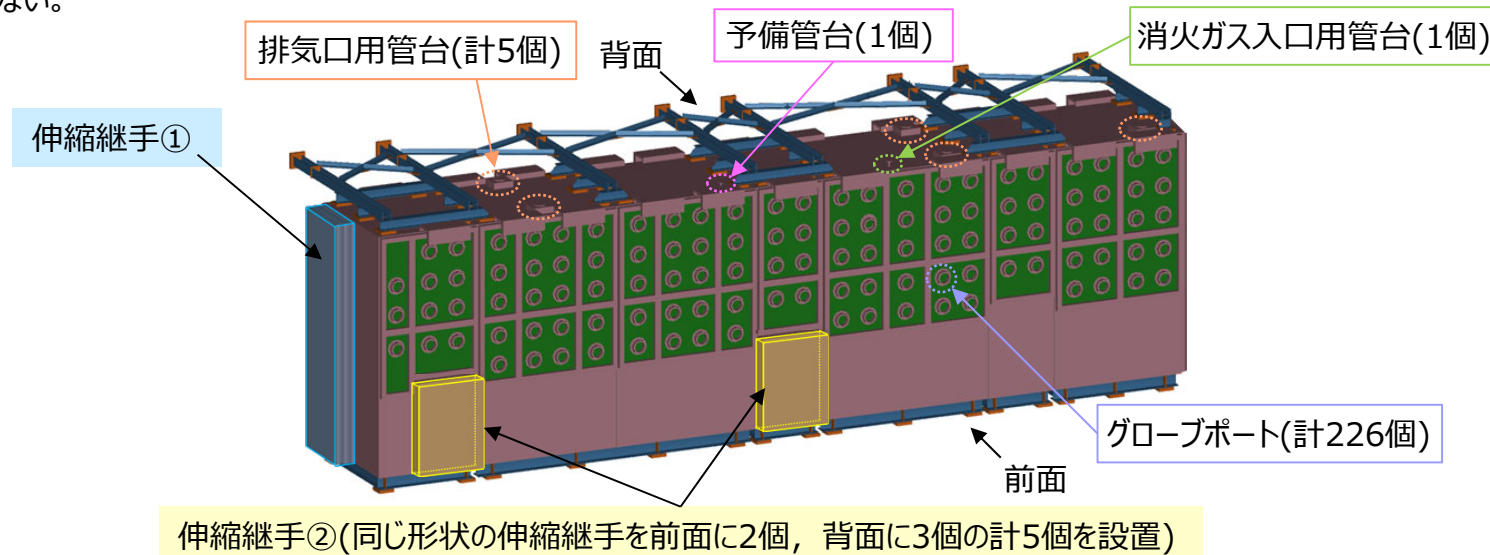 ない。
排気口用管台(計5個)
背面
予備管台(1個)
消火ガス入口用管台(1個)
伸縮継手①
グローブポート(計226個)
前面
伸縮継手②(同じ形状の伸縮継手を前面に2個，背面に3個の計5個を設置)